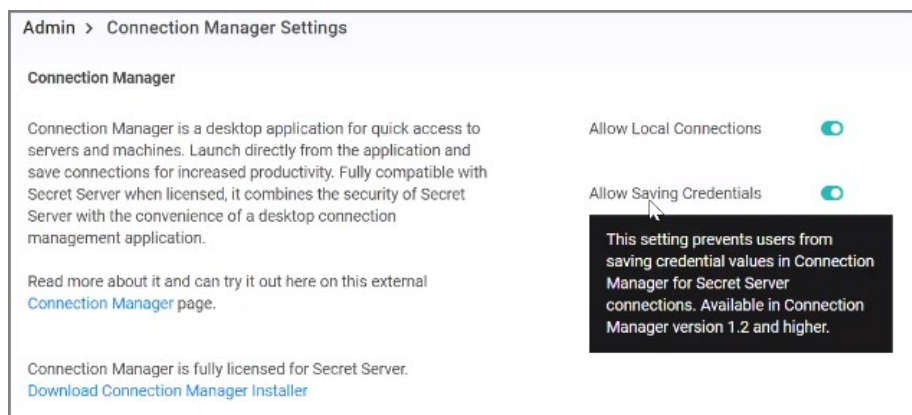 Admin > Connection Manager Settings
Connection Manager
Connection Manager is a desktop application for quick access to
servers and machines. Launch directly from the application and
save connections for increased productivity. Fully compatible with
Secret Server when licensed, it combines the security of Secret
Server with the convenience of a desktop connection
management application.
Read more about it and can try it out here on this external
Connection Manager page.
Connection Manager is fully licensed for Secret Server.
Download Connection Manager Installer
Allow Local Connections
Allow Saving Credentials
This setting prevents users from
saving credential values in Connection
Manager for Secret Server
connections. Available in Connection
Manager version 1.2 and higher.